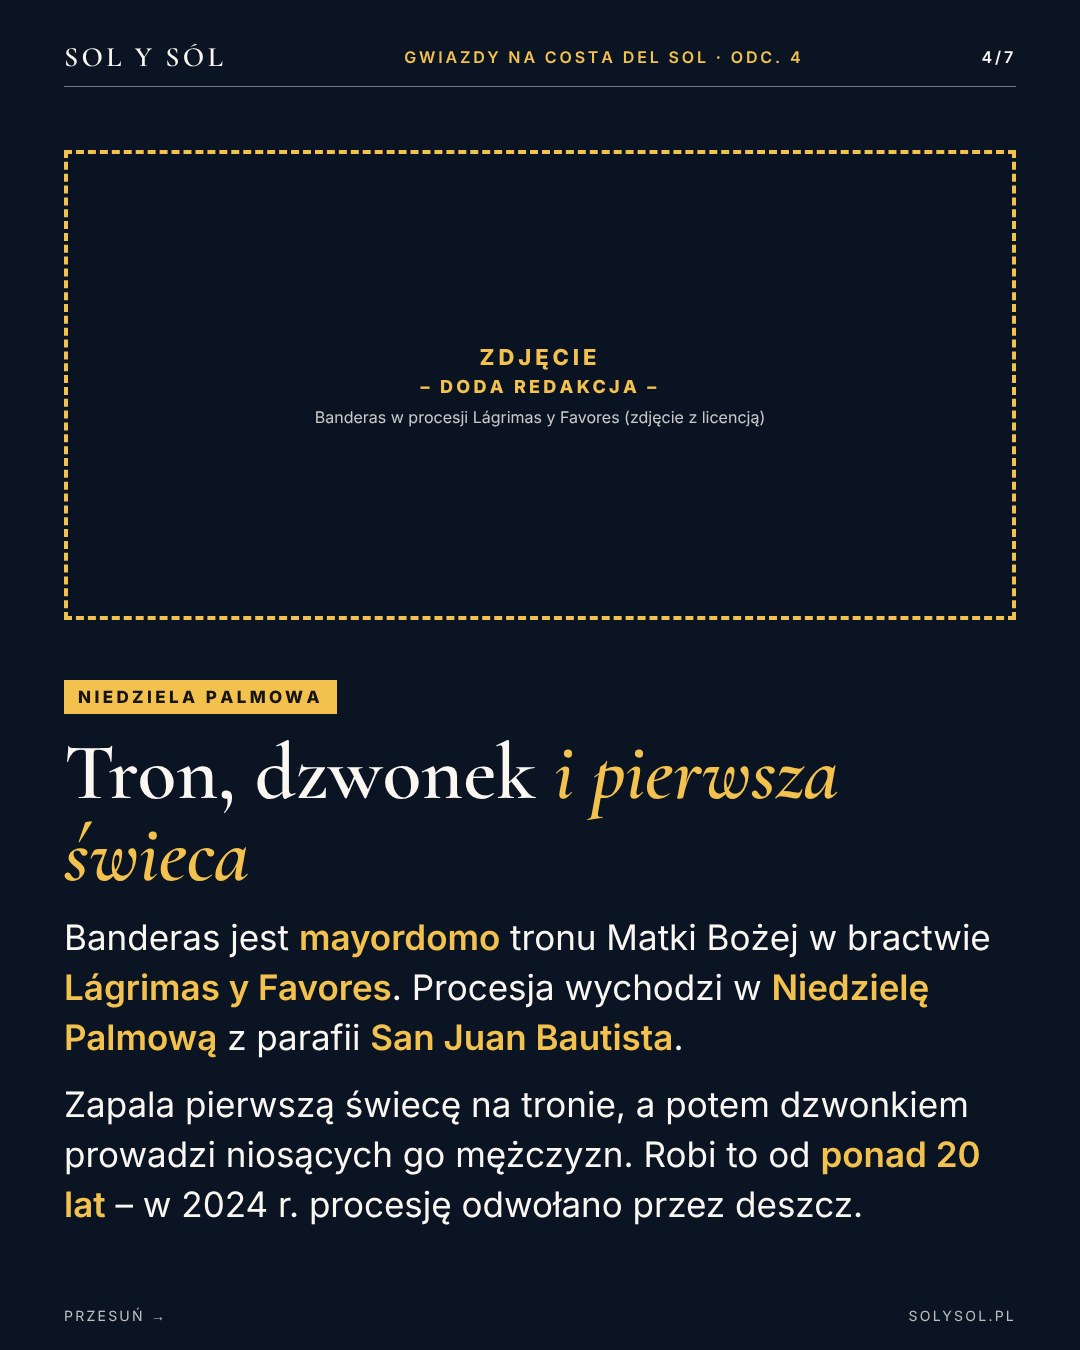 SOL Y SÓL
GWIAZDY NA COSTA DEL SOL · ODC. 4
4/7
ZDJĘCIE
– DODA REDAKCJA –
Banderas w procesji Lágrimas y Favores (zdjęcie z licencją)
NIEDZIELA PALMOWA
Tron, dzwonek i pierwsza
świeca
Banderas jest mayordomo tronu Matki Bożej w bractwie
Lágrimas y Favores. Procesja wychodzi w Niedzielę
Palmową z parafii San Juan Bautista.
Zapala pierwszą świecę na tronie, a potem dzwonkiem
prowadzi niosących go mężczyzn. Robi to od ponad 20
lat – w 2024 r. procesję odwołano przez deszcz.
PRZESUŃ →
SOLYSOL.PL